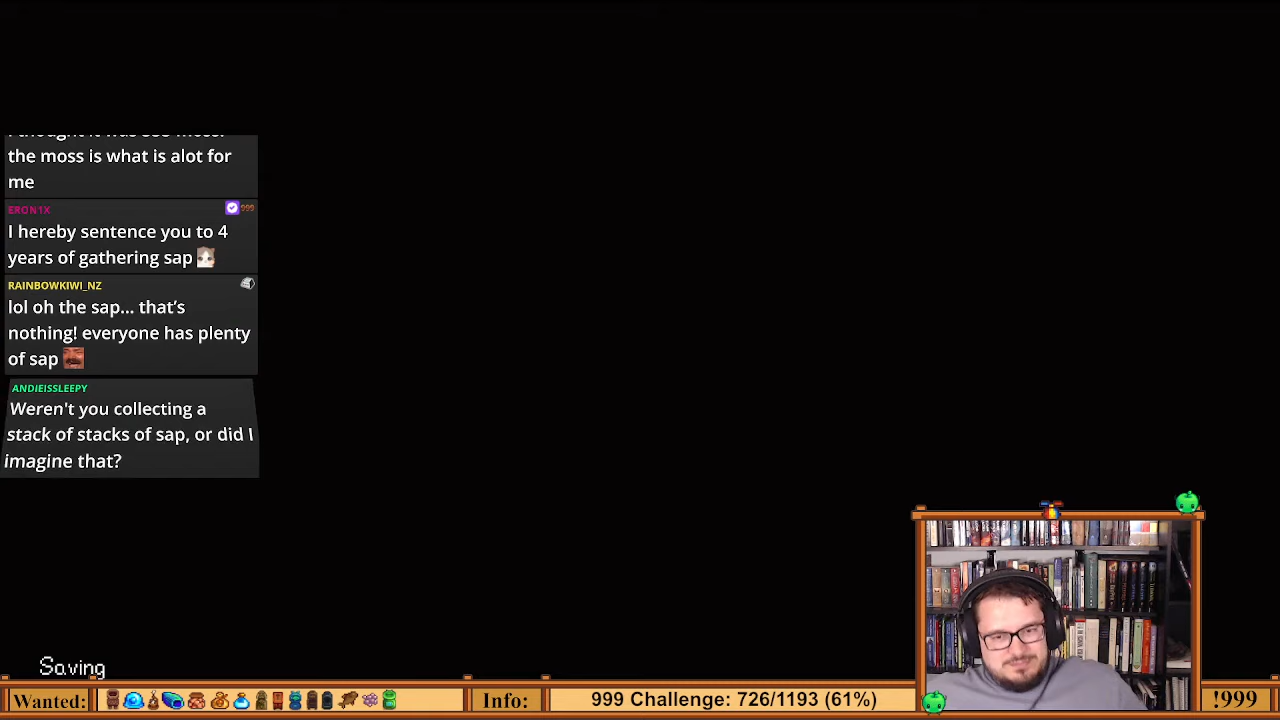 the moss is what is alot for
me
ERON1X
999
I hereby sentence you to 4
years of gathering sap
RAINBOWKIWI_NZ
lol oh the sap... that's
nothing! everyone has plenty
of sap
ANDIEISSLEEPY
Weren't you collecting a
stack of stacks of sap, or did I
imagine that?
Saving
Wanted:
Info:
999 Challenge: 726/1193 (61%)
!999